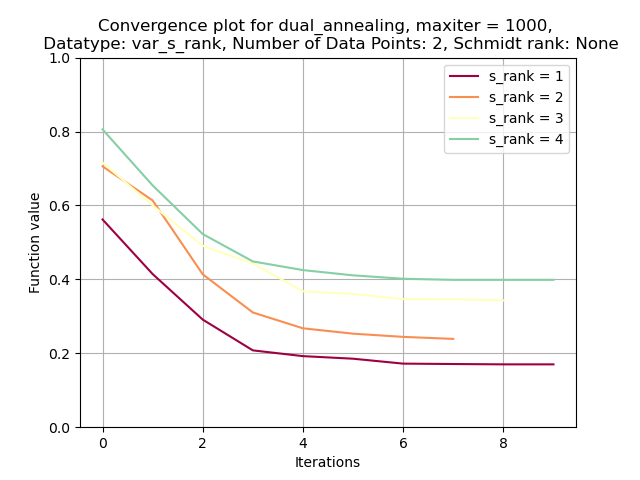 Convergence plot for dual_annealing, maxiter = 1000,
Datatype: var_s_rank, Number of Data Points: 2, Schmidt rank: None
1.0
0.8
0.6
0.4
0.2
0.0
Function value
s_rank = 1
s_rank = 2
s_rank = 3
s_rank = 4
0 2 4 6 8
Iterations